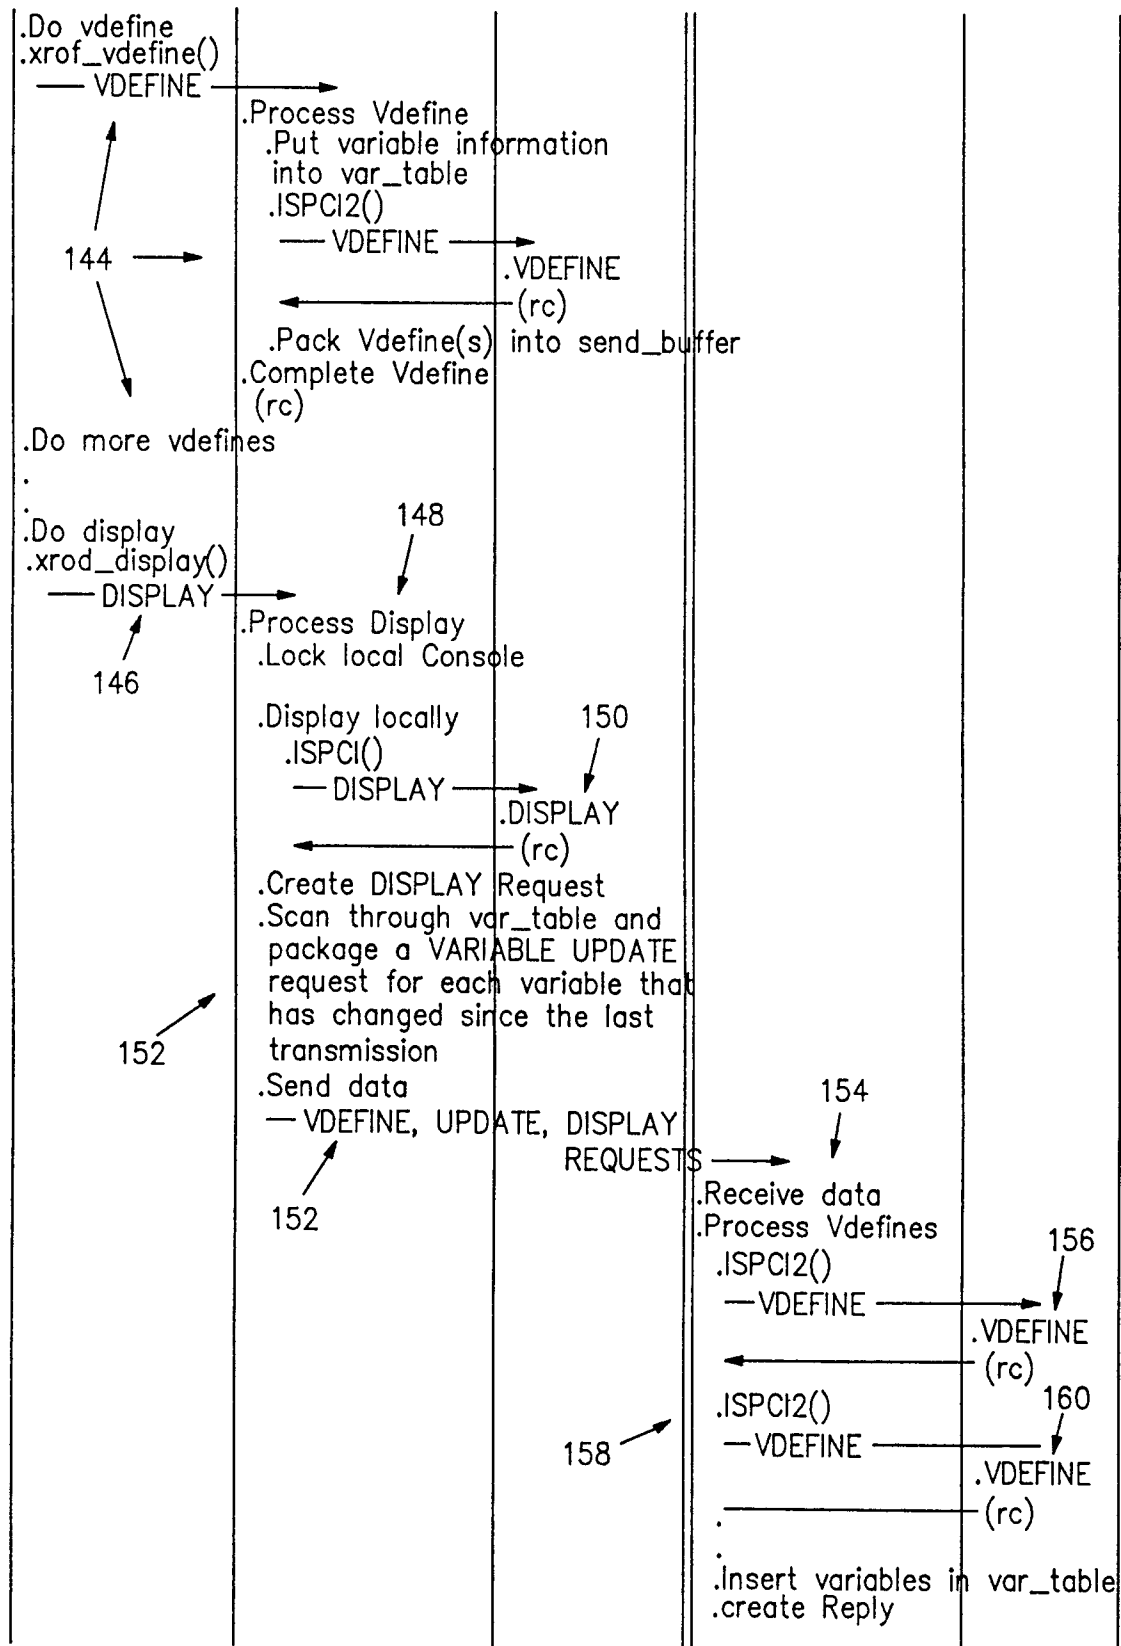 .Do vdefine
.xrof_vdefine()
VDEFINE
.Process Vdefine
.Put variable information
into var_table
.ISPCI2()
VDEFINE
144
.VDEFINE
(rc)
.Pack Vdefine(s) into send_buffer
.Complete Vdefine
(rc)
.Do more vdefines
.
.
148
.Do display
.xrod_display()
DISPLAY
.Process Display
.Lock local Console
146
.Display locally
150
.ISPCI()
DISPLAY
.DISPLAY
(rc)
.Create DISPLAY Request
.Scan through var_table and
package a VARIABLE UPDATE
request for each variable that
has changed since the last
transmission
152
.Send data
154
VDEFINE, UPDATE, DISPLAY
REQUESTS
152
.Receive data
.Process Vdefines
156
.ISPCI2()
VDEFINE
.VDEFINE
(rc)
160
.ISPCI2()
VDEFINE
158
.VDEFINE
(rc)
.
.
.Insert variables in var_table
.create Reply